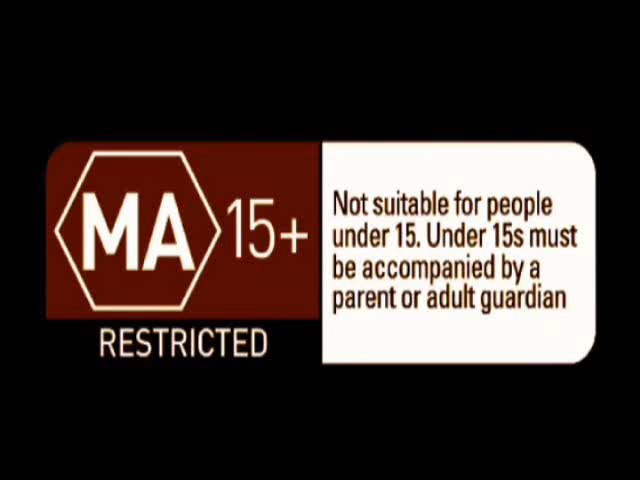 MA 15+
RESTRICTED
Not suitable for people
under 15. Under 15s must
be accompanied by a
parent or adult guardian